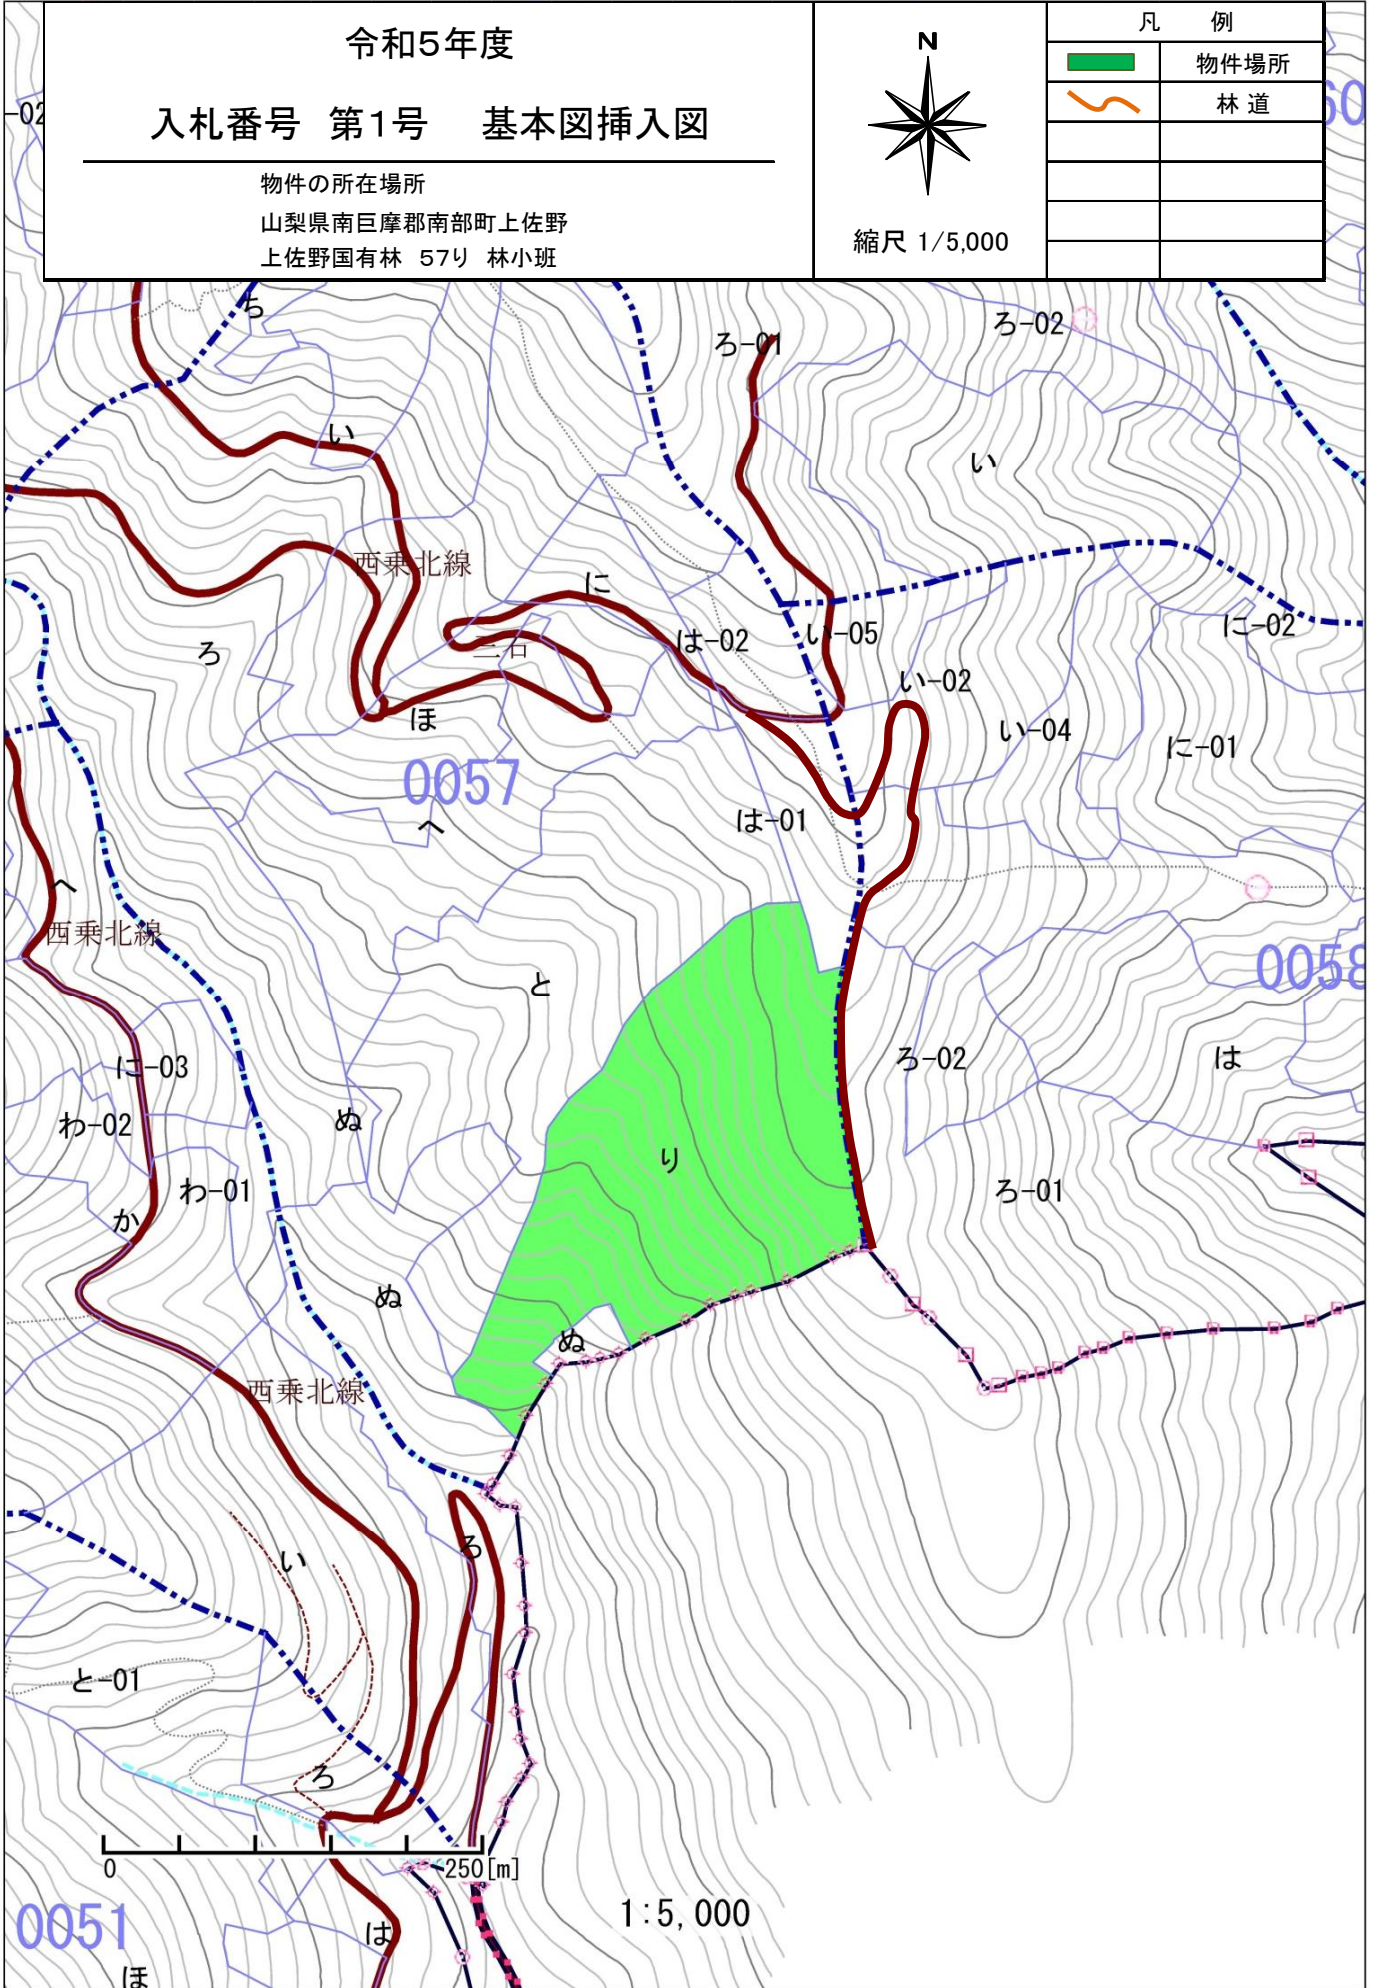 令和5年度
入札番号 第1号 基本図挿入図
物件の所在場所
山梨県南巨摩郡南部町上佐野
上佐野国有林 57り 林小班
N
縮尺 1/5,000
凡 例
物件場所
林 道
-02
ち
ろ-01
ろ-02
い
い
西乗北線
に
は-02
い-05
に-02
ろ
三石
い-02
ほ
い-04
に-01
0057
は-01
へ
へ
西乗北線
0058
と
に-03
ろ-02
は
わ-02
ぬ
り
わ-01
ろ-01
か
ぬ
ぬ
西乗北線
ろ
い
と-01
ろ
0
250[m]
1:5,000
0051
は
ほ